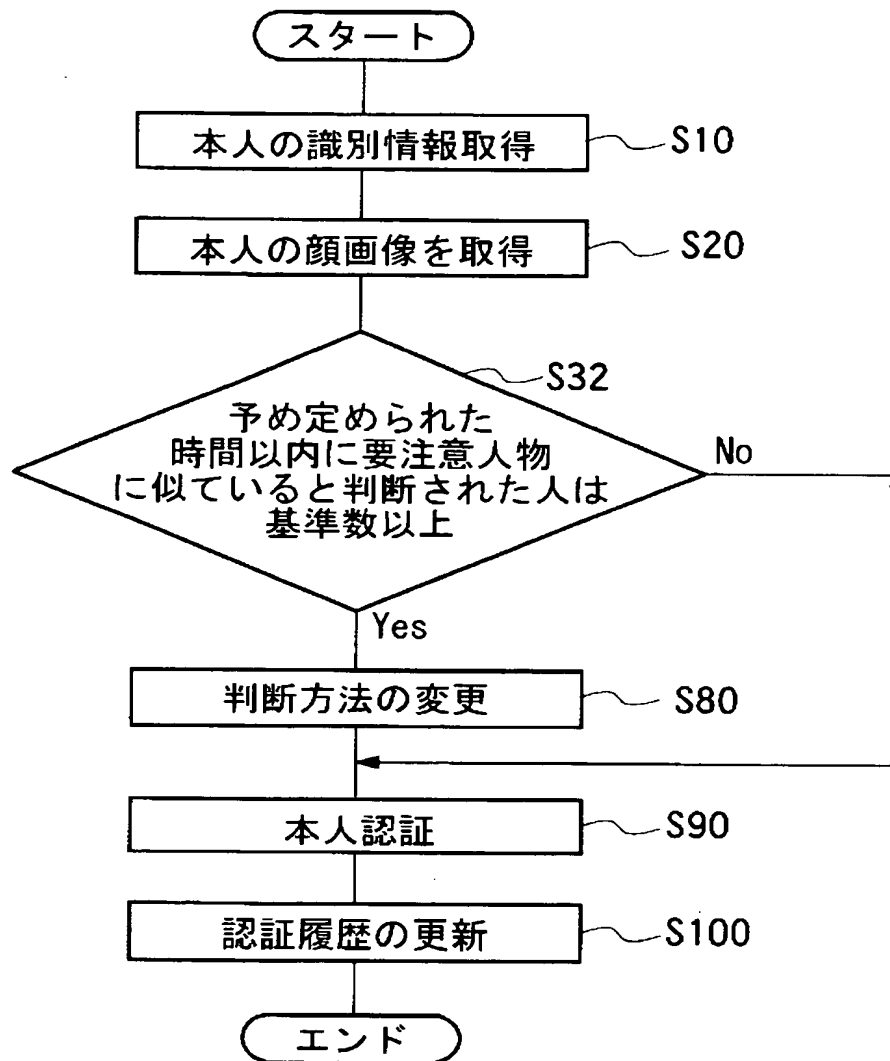 スタート
本人の識別情報取得
S10
本人の顔画像を取得
S20
S32
予め定められた
時間以内に要注意人物
に似ていると判断された人は
基準数以上
No
Yes
判断方法の変更
S80
本人認証
S90
認証履歴の更新
S100
エンド